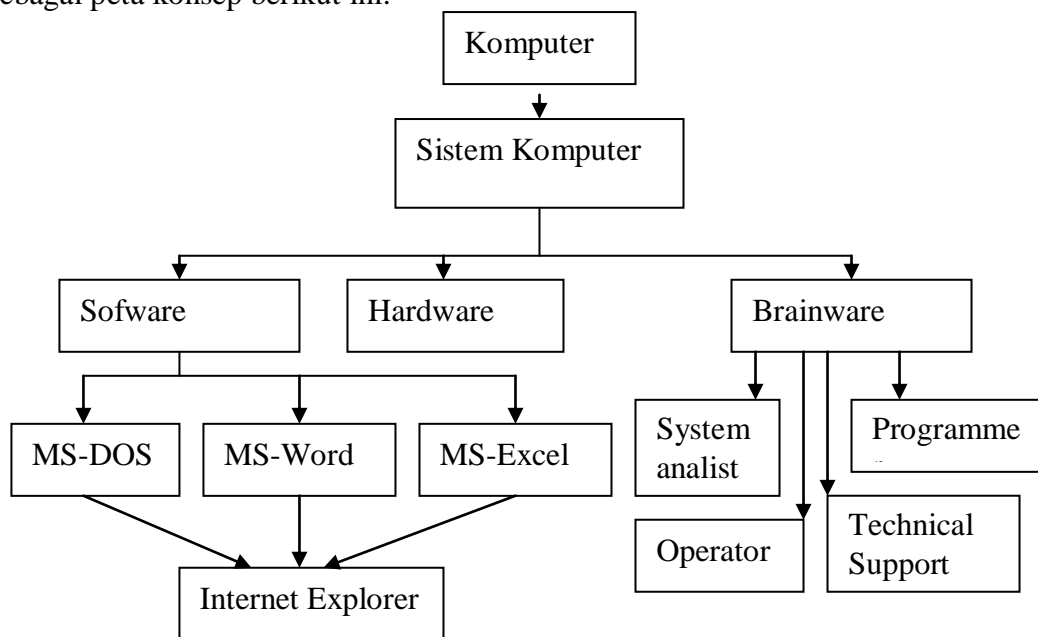 sebagai peta konsep berikut ini:
Komputer
Sistem Komputer
Sofware
Hardware
Brainware
MS-DOS
MS-Word
MS-Excel
System
analist
Programme
Operator
Technical
Support
Internet Explorer